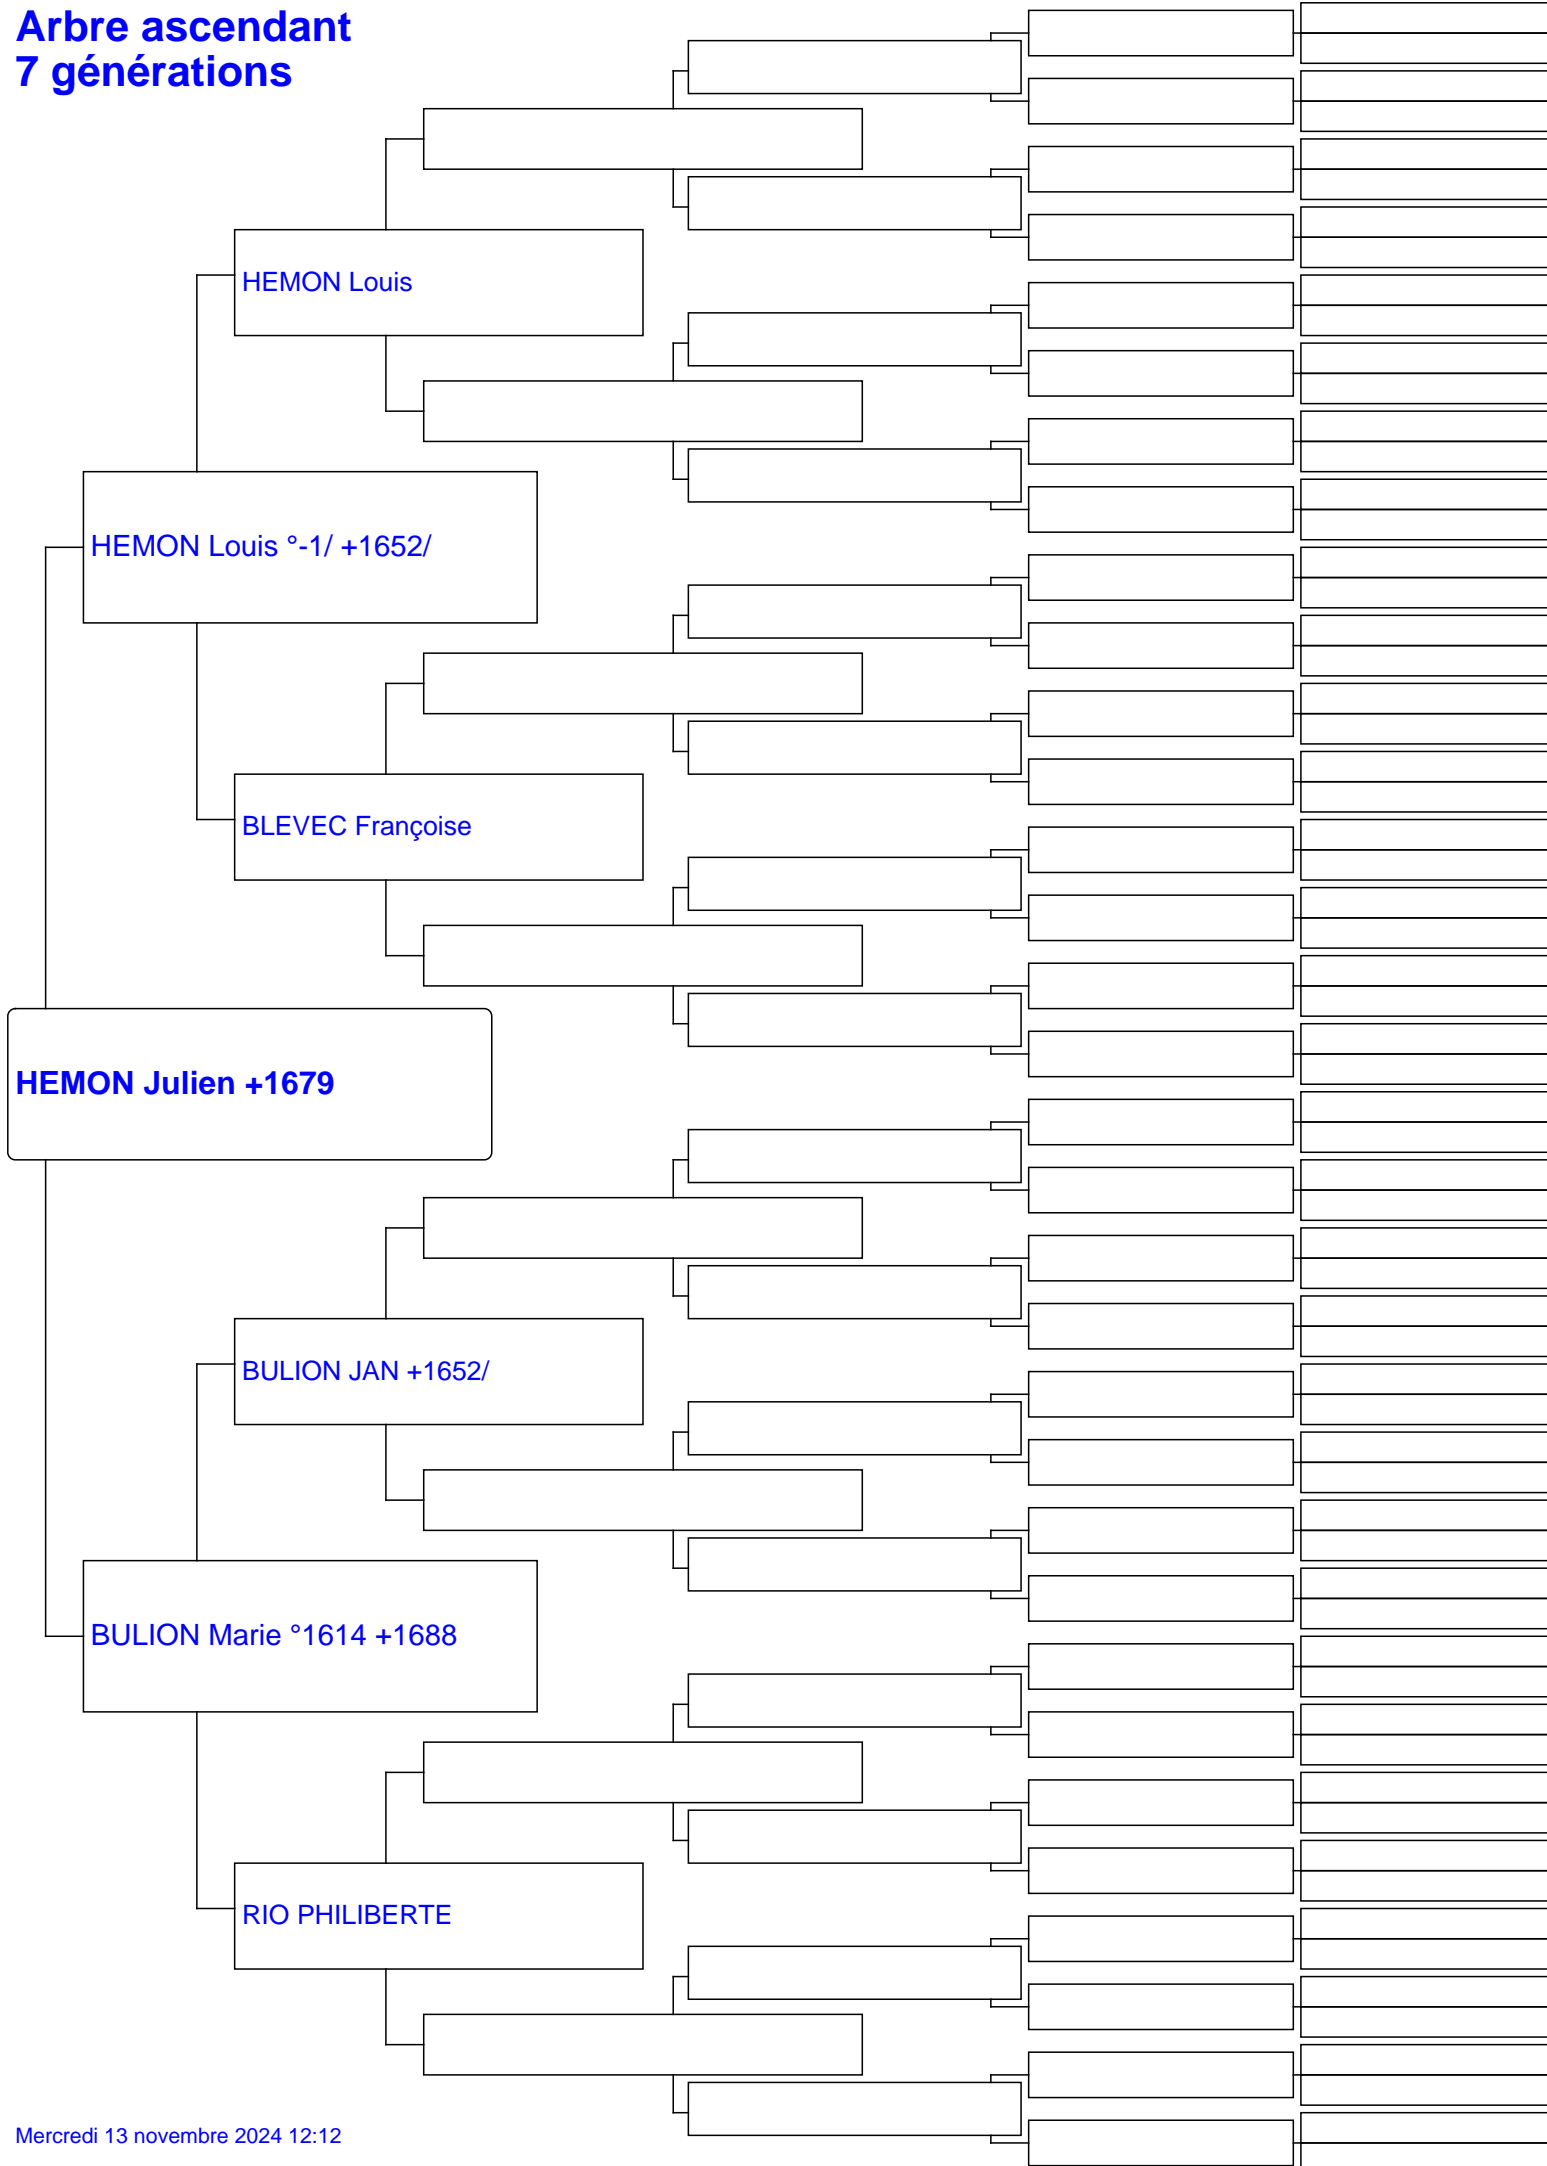 Arbre ascendant
7 générations
HEMON Louis
HEMON Louis °-1/ +1652/
BLEVEC Françoise
HEMON Julien +1679
BULION JAN +1652/
BULION Marie °1614 +1688
RIO PHILIBERTE
Mercredi 13 novembre 2024 12:12